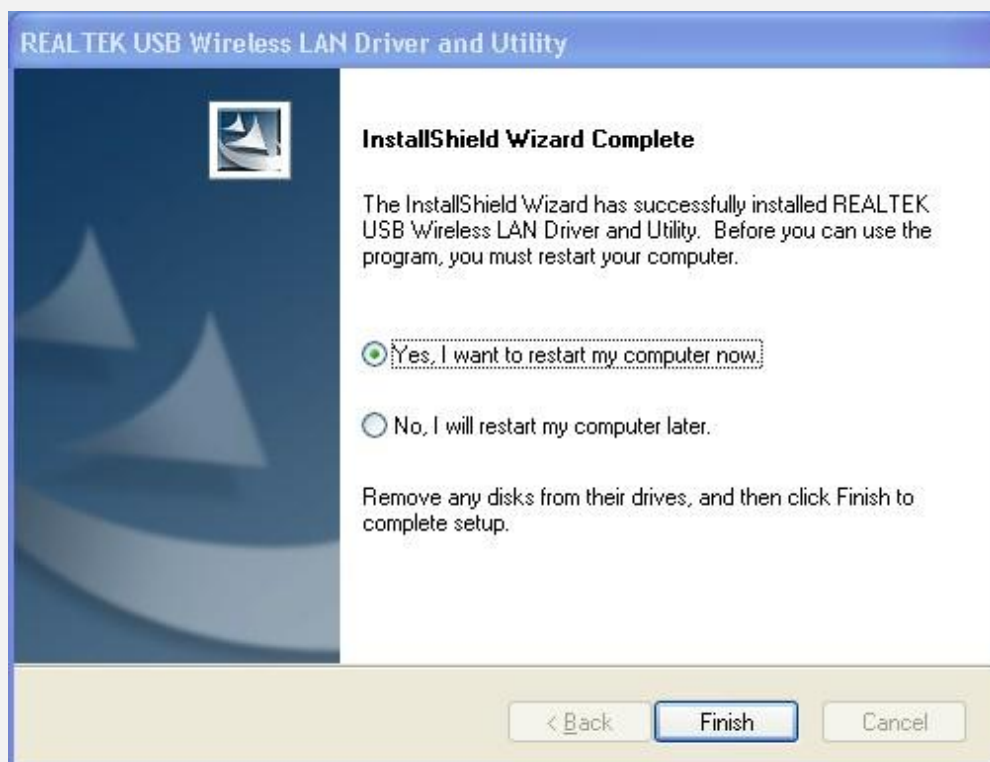 REALTEK USB Wireless LAN Driver and Utility
InstallShield Wizard Complete
The InstallShield Wizard has successfully installed REALTEK
USB Wireless LAN Driver and Utility.  Before you can use the
program, you must restart your computer.
Yes, I want to restart my computer now.
No, I will restart my computer later.
Remove any disks from their drives, and then click Finish to
complete setup.
< Back Finish Cancel